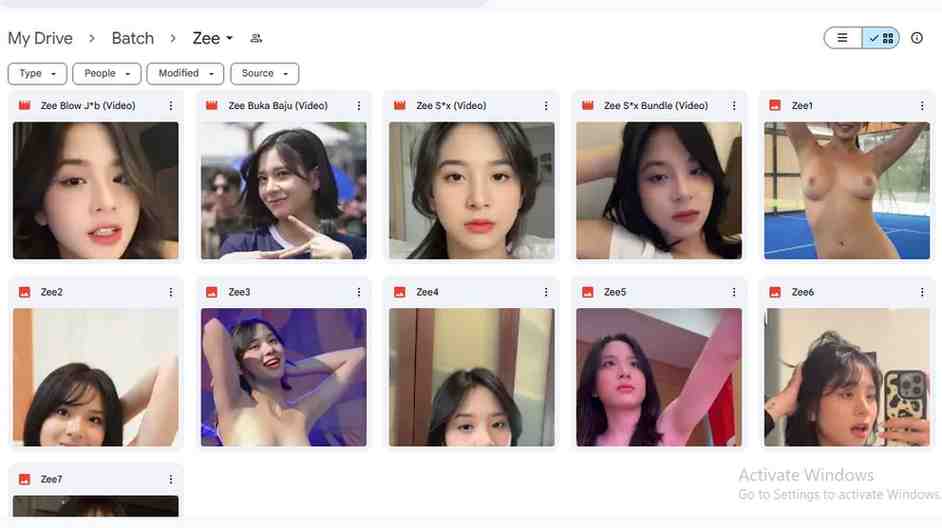 My Drive > Batch > Zee
Type People Modified Source
Zee Blow J*b (Video) Zee Buka Baju (Video) Zee S*x (Video) Zee S*x Bundle (Video) Zee1
Zee2 Zee3 Zee4 Zee5 Zee6
Zee7
Activate Windows
Go to Settings to activate Windows.